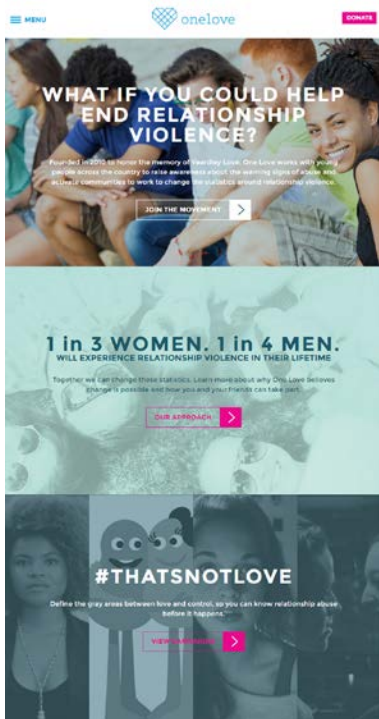 MENU
onelove
DONATE
WHAT IF YOU COULD HELP
END RELATIONSHIP
VIOLENCE?
Founded in 2010 to honor the memory of Yeardley Love, One Love works with young
people across the country to raise awareness about the warning signs of abuse and
activate communities to work to change the statistics around relationship violence.
JOIN THE MOVEMENT
1 in 3 WOMEN. 1 in 4 MEN.
WILL EXPERIENCE RELATIONSHIP VIOLENCE IN THEIR LIFETIME
Together we can change these statistics. Learn more about why One Love believes
change is possible and how you and your friends can take part.
OUR APPROACH
#THATSNOTLOVE
Define the gray areas between love and control, so you can know relationship abuse
before it happens.
VIEW